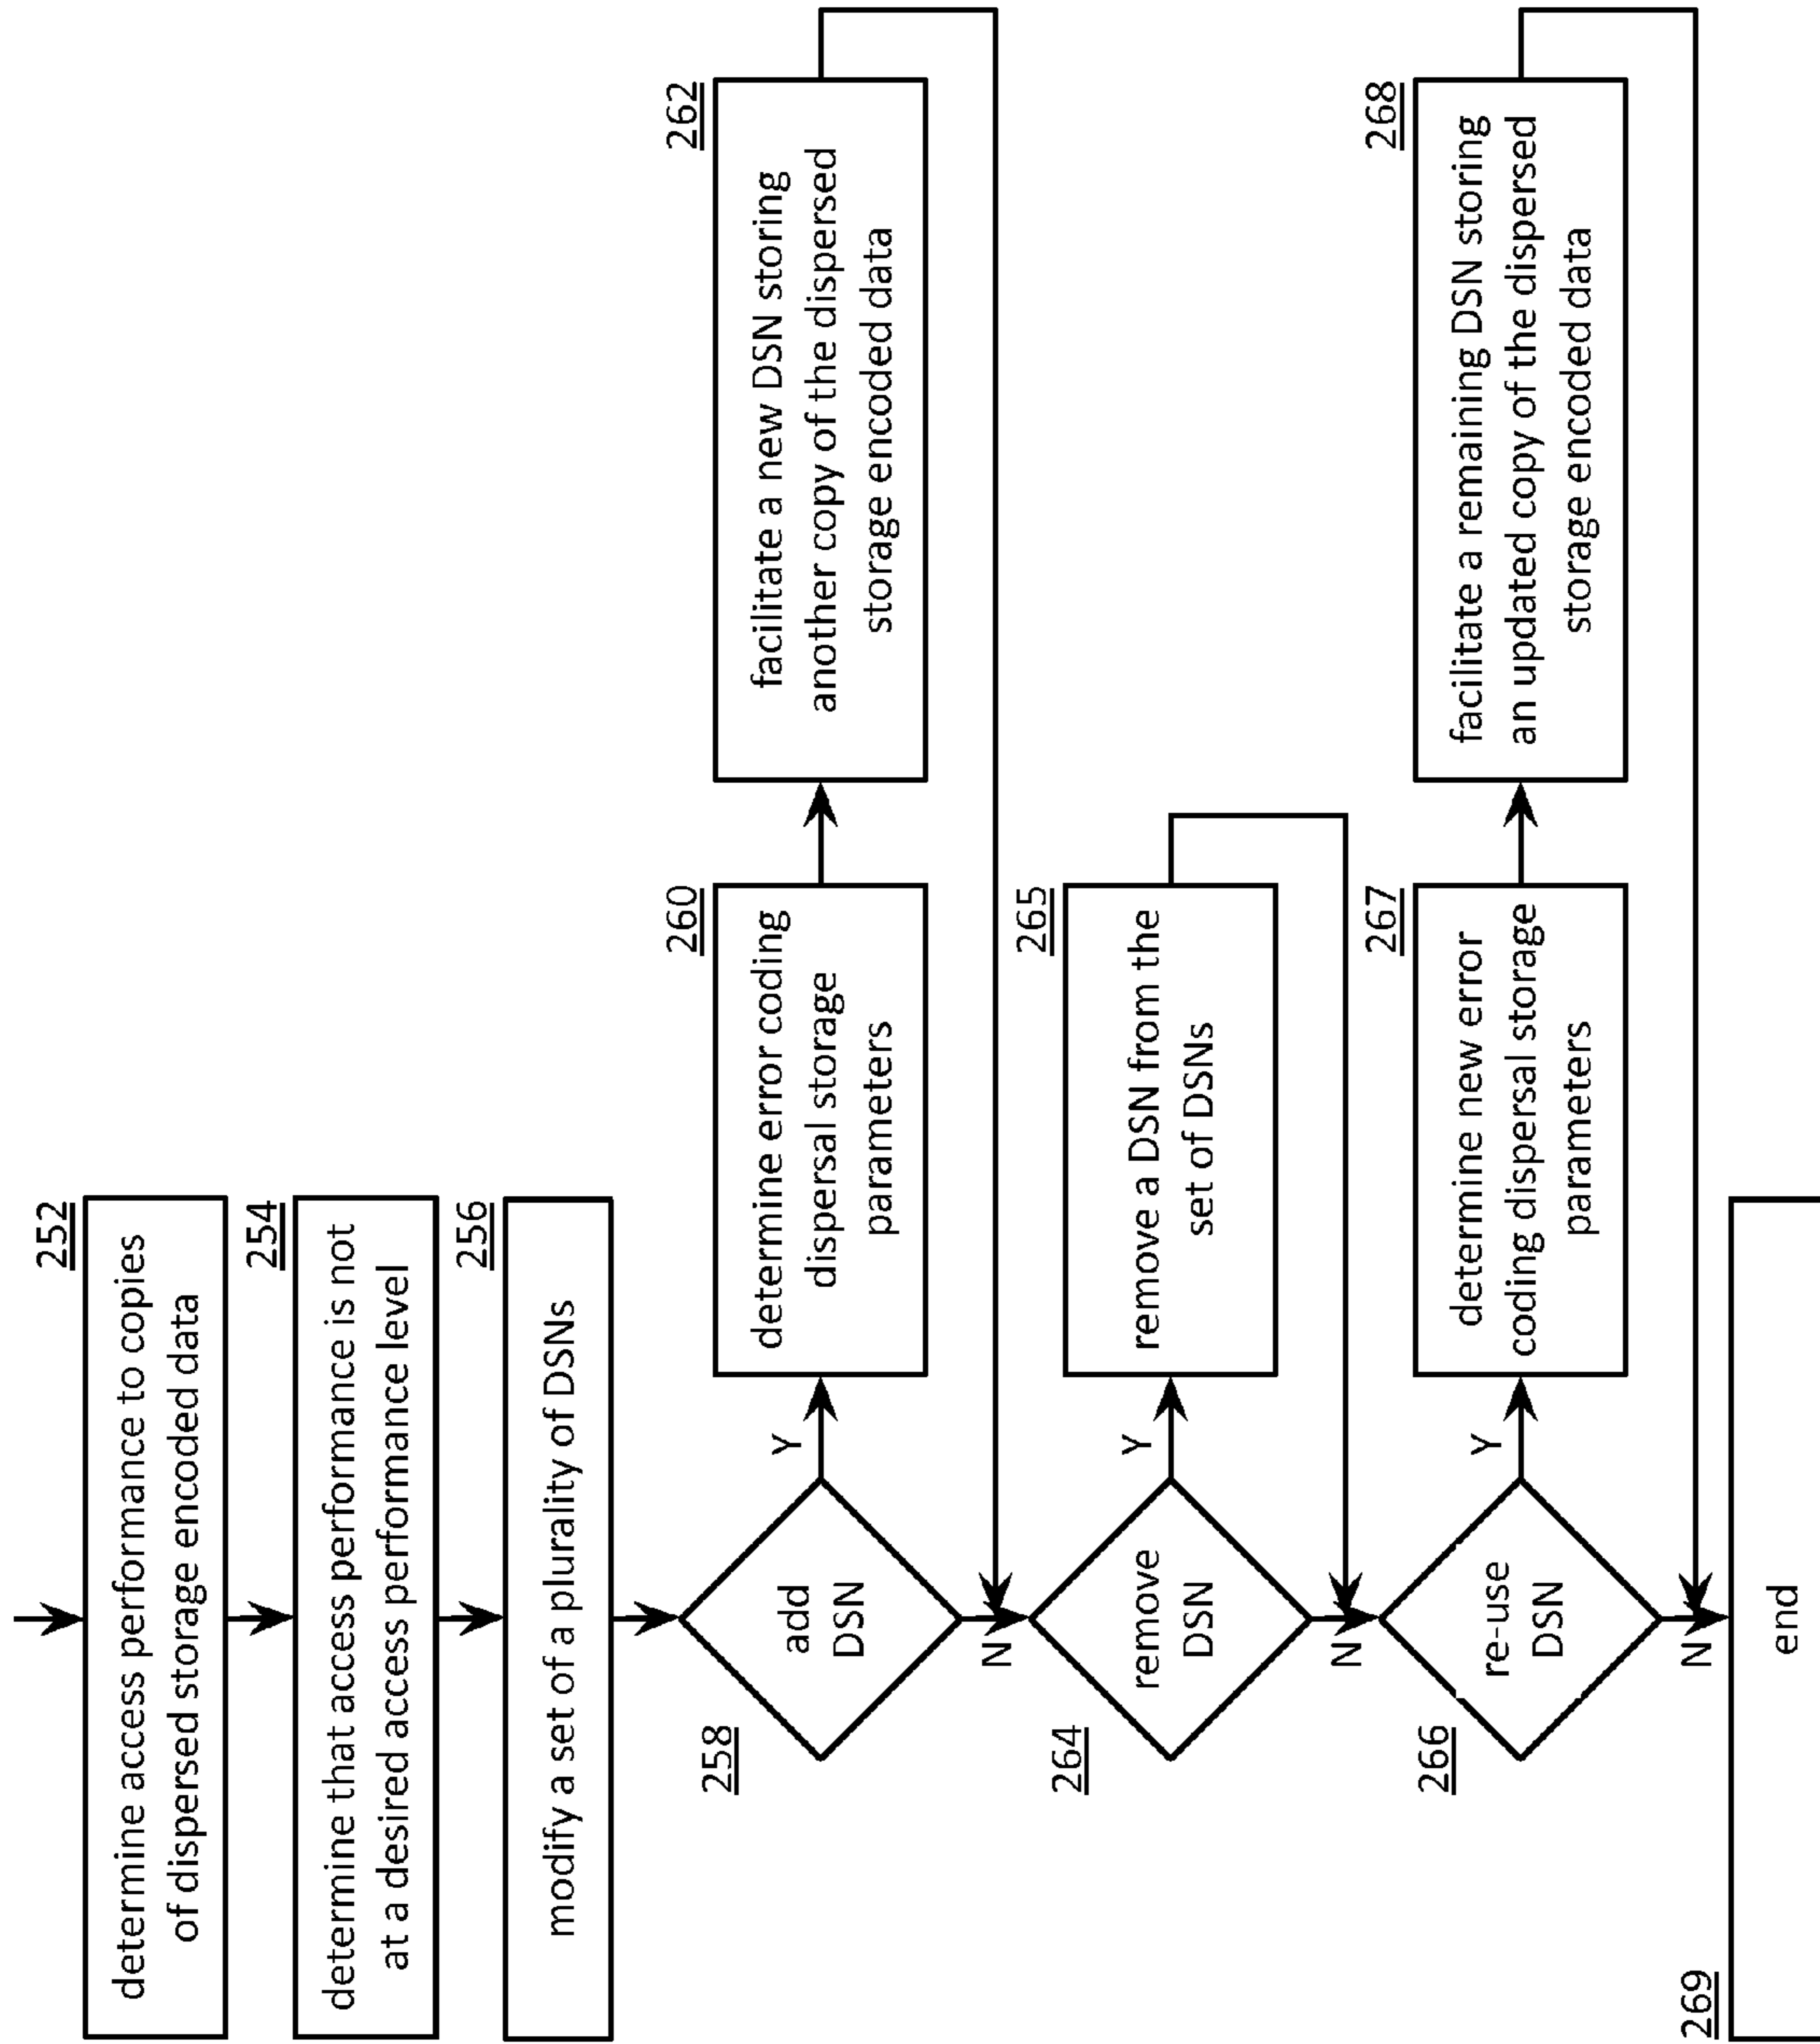 252
determine access performance to copies
of dispersed storage encoded data
254
determine that access performance is not
at a desired access performance level
256
modify a set of a plurality of DSNs
258
add
DSN
Y
N
260
determine error coding
dispersal storage
parameters
262
facilitate a new DSN storing
another copy of the dispersed
storage encoded data
264
remove
DSN
Y
N
265
remove a DSN from the
set of DSNs
266
re-use
DSN
Y
N
267
determine new error
coding dispersal storage
parameters
268
facilitate a remaining DSN storing
an updated copy of the dispersed
storage encoded data
269
end